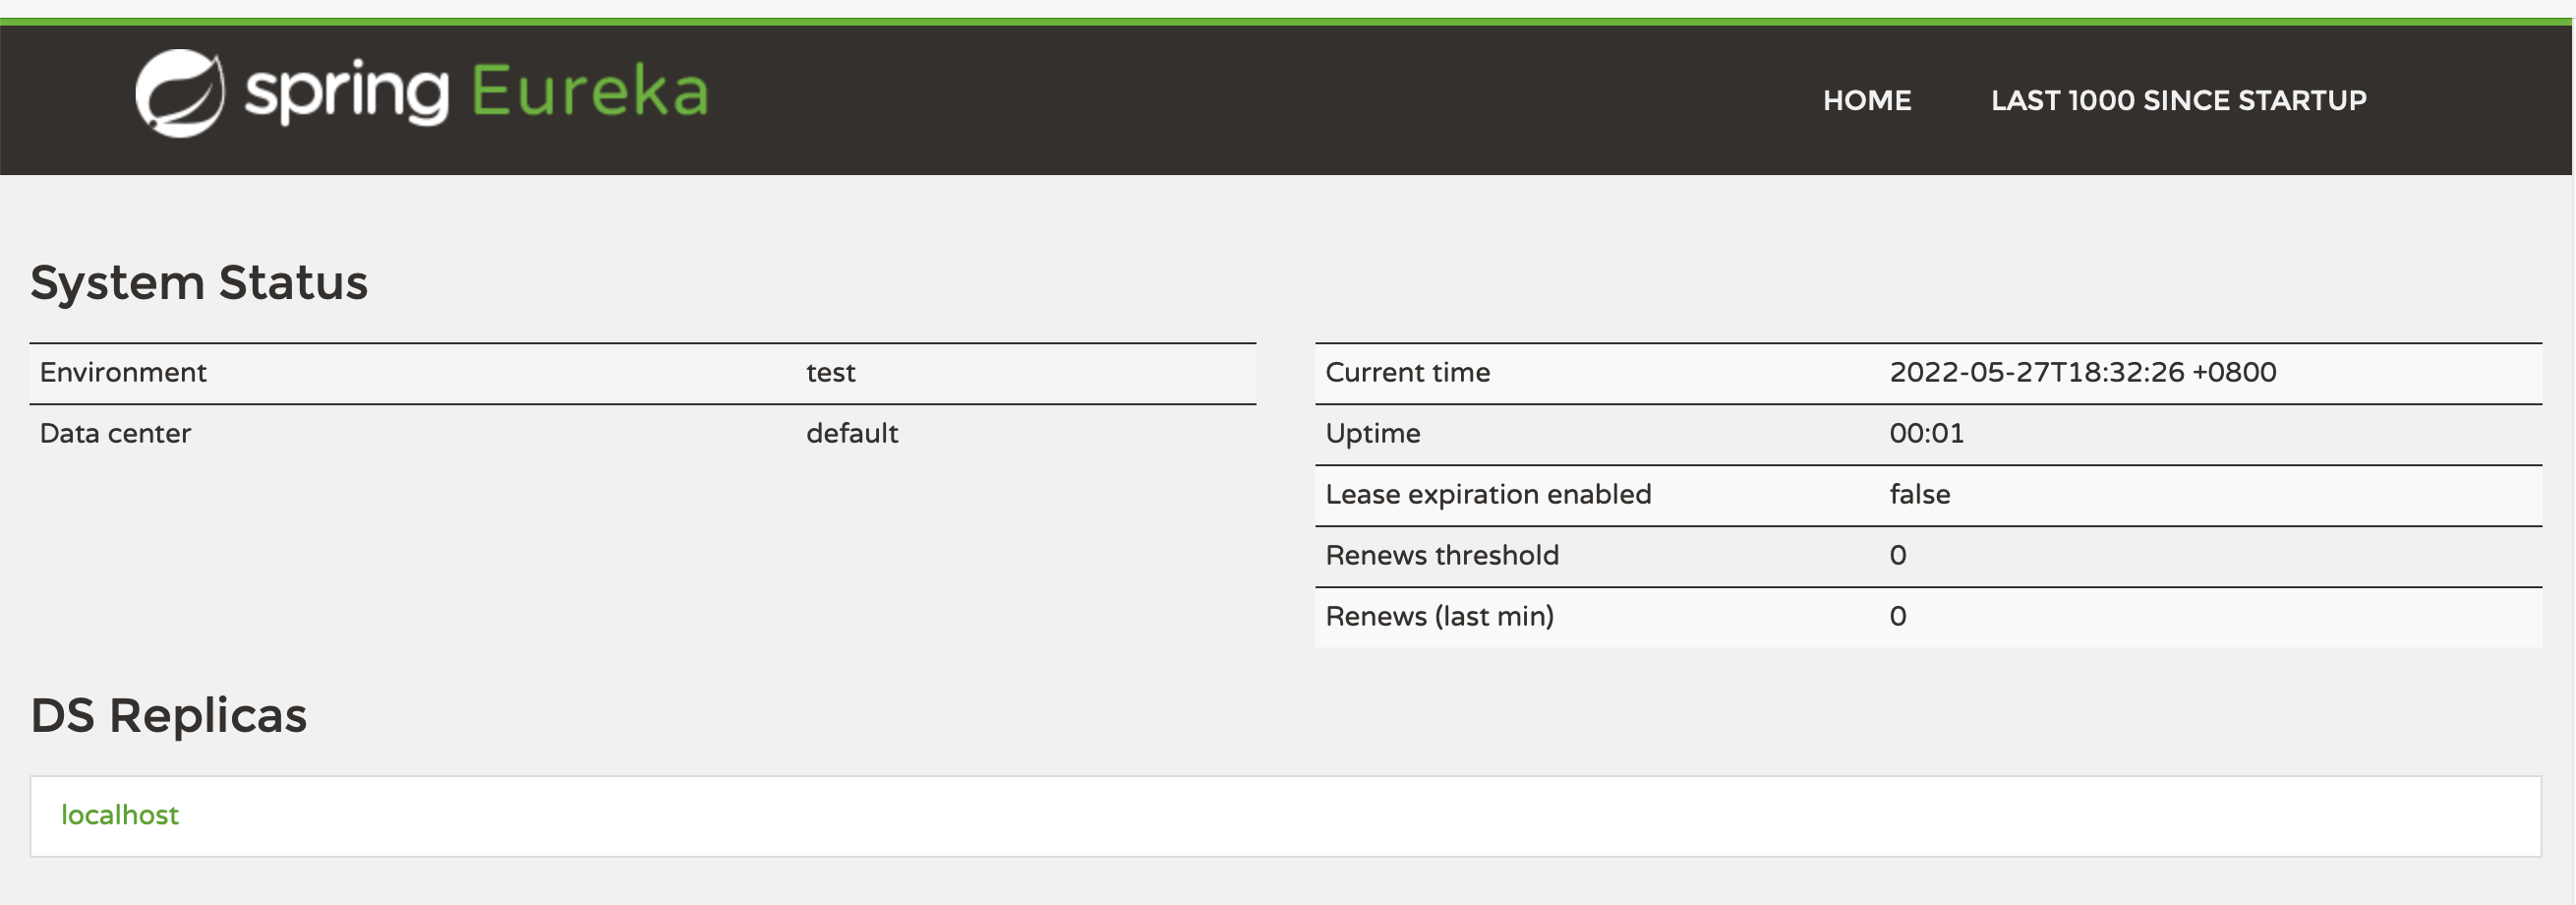 spring Eureka
HOME LAST 1000 SINCE STARTUP
System Status
Environment test
Data center default
Current time 2022-05-27T18:32:26 +0800
Uptime 00:01
Lease expiration enabled false
Renews threshold 0
Renews (last min) 0
DS Replicas
localhost